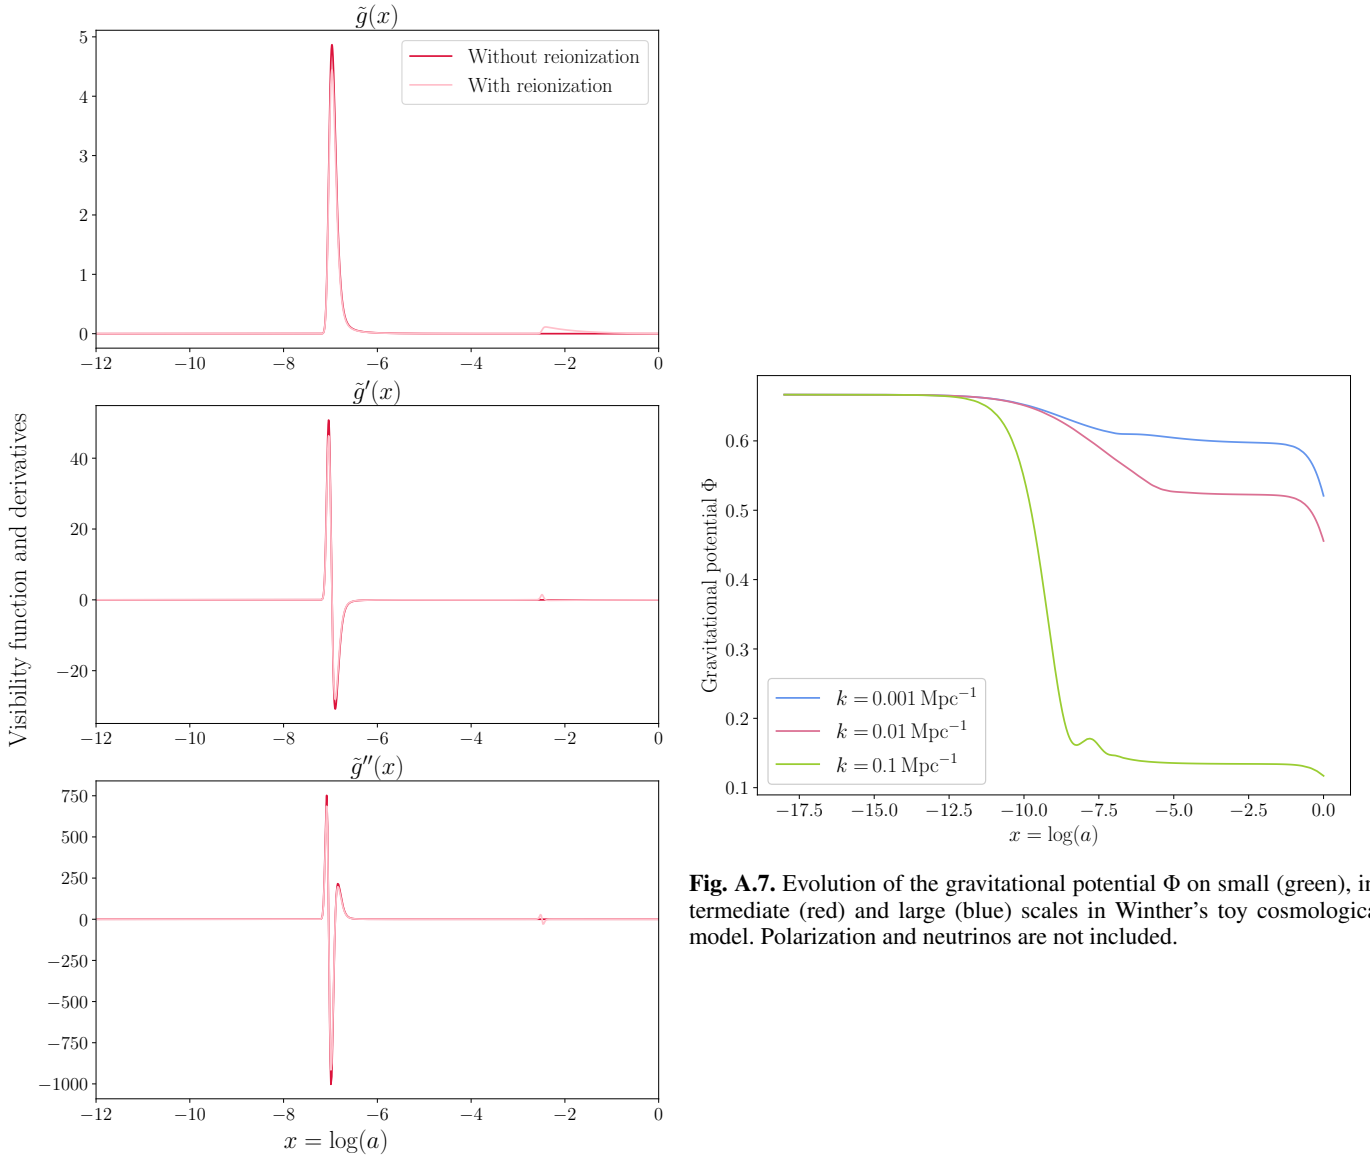 g̃(x)
5
4
3
2
1
0
Without reionization
With reionization
−12 −10 −8 −6 −4 −2 0
g̃′(x)
Visibility function and derivatives
40
20
0
−20
−12 −10 −8 −6 −4 −2 0
g̃″(x)
750
500
250
0
−250
−500
−750
−1000
−12 −10 −8 −6 −4 −2 0
x = log(a)
Gravitational potential Φ
0.6
0.5
0.4
0.3
0.2
0.1
k = 0.001 Mpc⁻¹
k = 0.01 Mpc⁻¹
k = 0.1 Mpc⁻¹
−17.5 −15.0 −12.5 −10.0 −7.5 −5.0 −2.5 0.0
x = log(a)
Fig. A.7. Evolution of the gravitational potential Φ on small (green), in
termediate (red) and large (blue) scales in Winther's toy cosmologica
model. Polarization and neutrinos are not included.